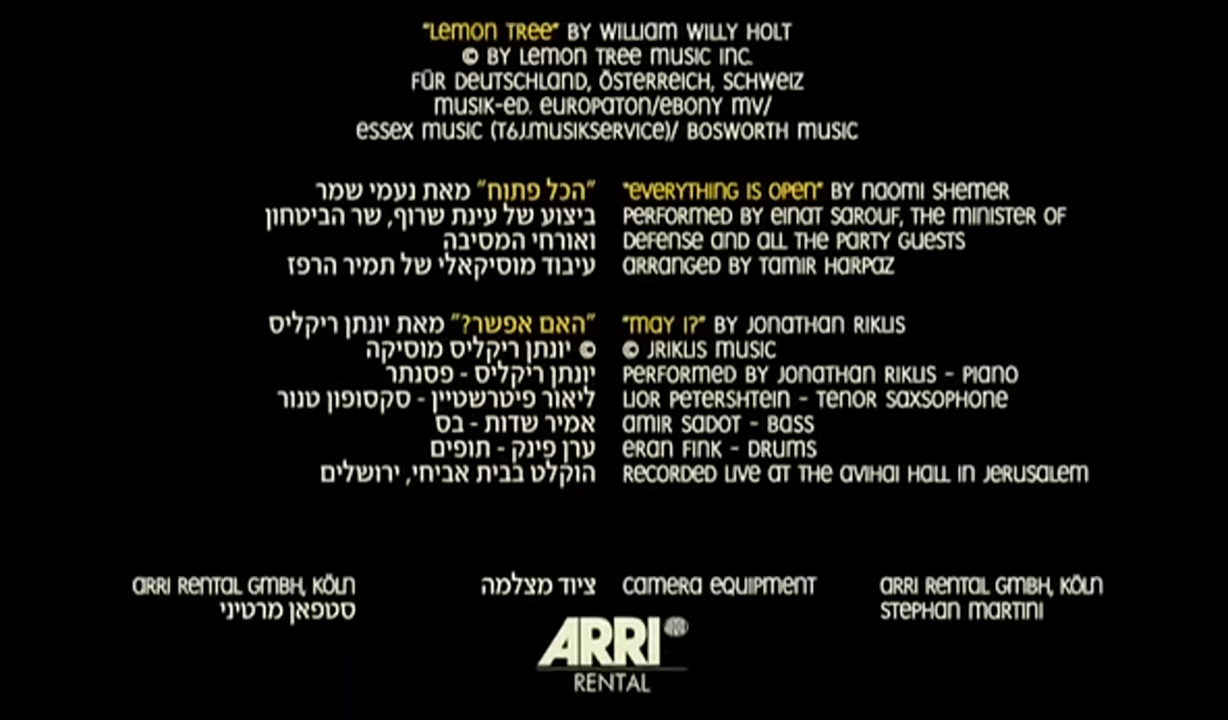 "Lemon Tree" BY WILLIAM WILLY HOLT
© BY Lemon Tree MUSIC INC.
FÜR DEUTSCHLAND, ÖSTERREICH, SCHWEIZ
MUSIK-ED. EUROPATON/EBONY MV/
ESSEX MUSIC (T&J.MUSIKSERVICE)/ BOSWORTH MUSIC
"הכל פתוח" מאת נעמי שמר
ביצוע של עינת שרוף, שר הביטחון
ואורחי המסיבה
עיבוד מוסיקאלי של תמיר הרפז
"EVERYTHING IS OPEN" BY NAOMI SHEMER
PERFORMED BY EINAT SAROUF, THE MINISTER OF
DEFENSE AND ALL THE PARTY GUESTS
ARRANGED BY TAMIR HARPAZ
"האם אפשר?" מאת יונתן ריקליס
© יונתן ריקליס מוסיקה
יונתן ריקליס - פסנתר
ליאור פיטרשטיין - סקסופון טנור
אמיר שדות - בס
ערן פינק - תופים
הוקלט בבית אביחי, ירושלים
"MAY I?" BY JONATHAN RIKLIS
© JRIKLIS MUSIC
PERFORMED BY JONATHAN RIKLIS - PIANO
LIOR PETERSHTEIN - TENOR SAXSOPHONE
AMIR SADOT - BASS
ERAN FINK - DRUMS
RECORDED LIVE AT THE AVIHAI HALL IN JERUSALEM
ARRI RENTAL GMBH, KÖLN
סטפאן מרטיני
ציוד מצלמה
CAMERA EQUIPMENT
ARRI RENTAL GMBH, KÖLN
STEPHAN MARTINI
ARRI
RENTAL